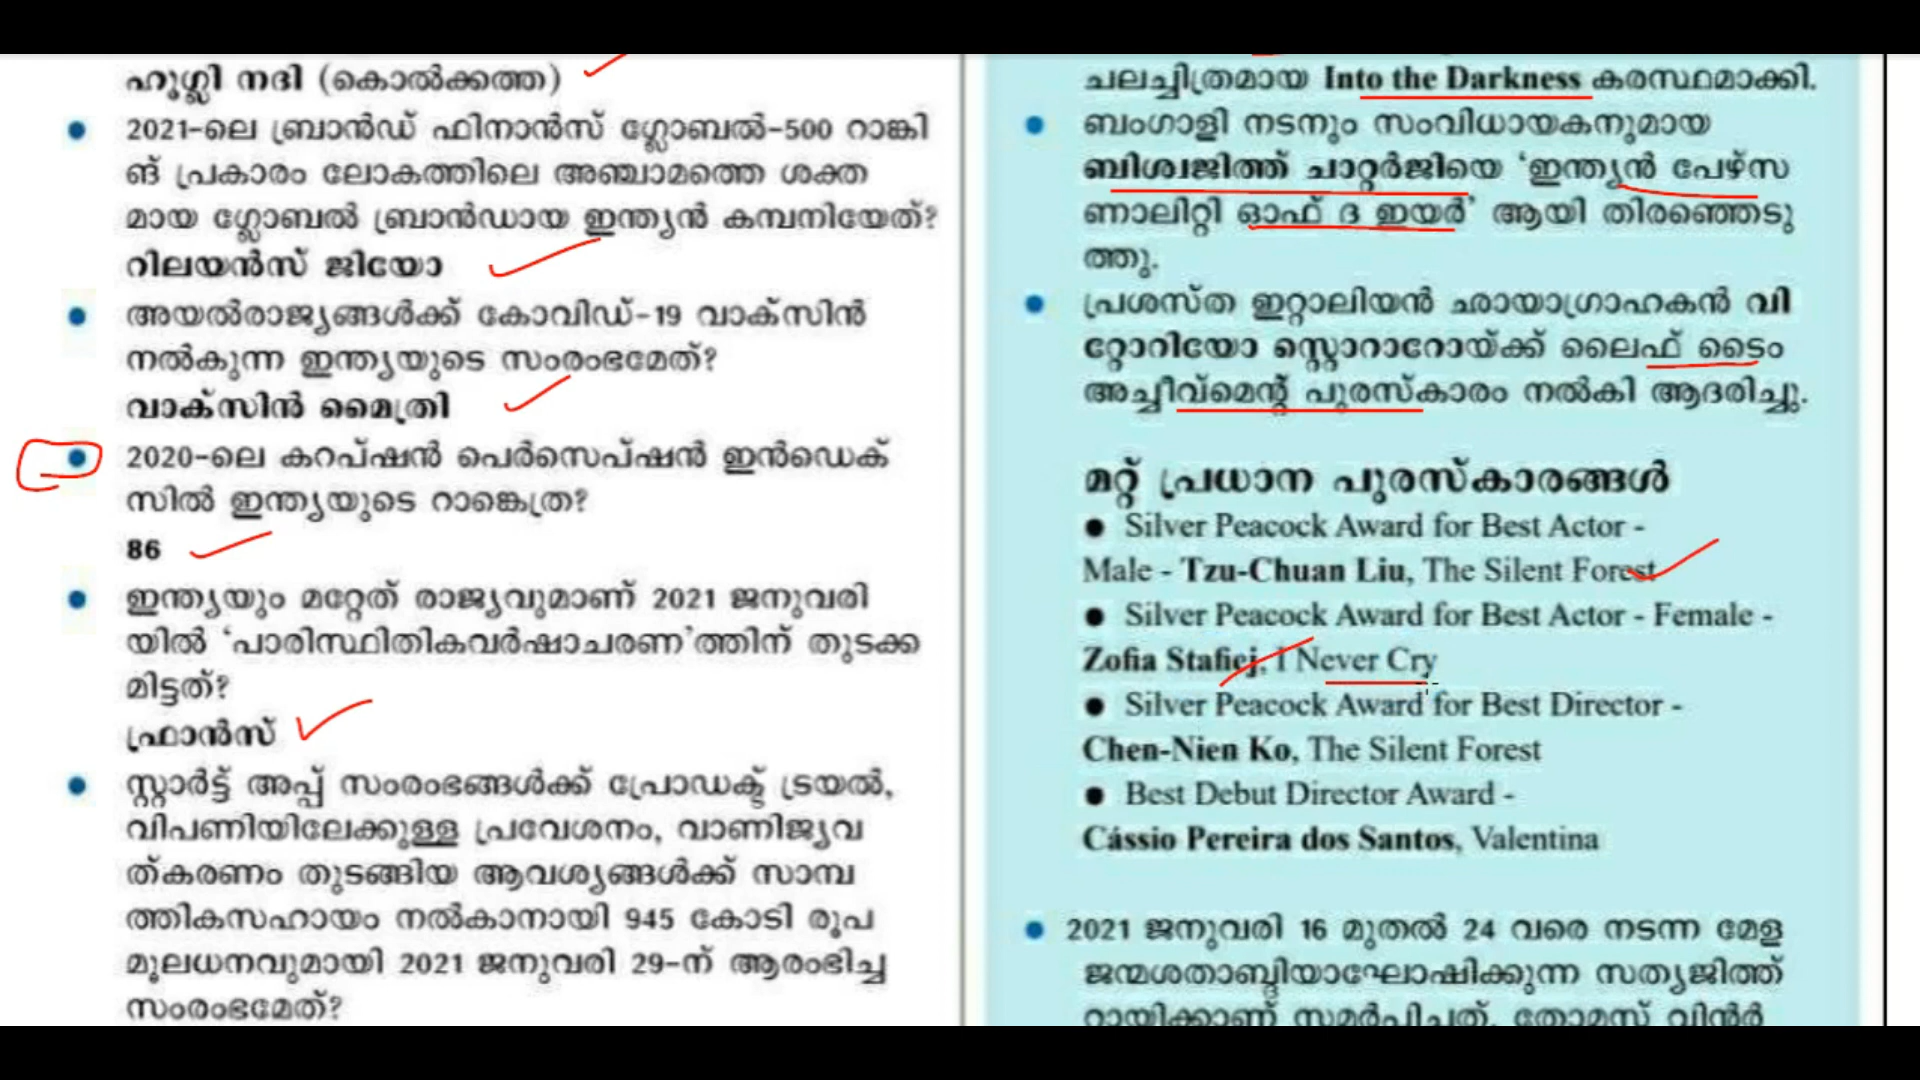 ഹൂഗ്ലി നദി (കൊൽക്കത്ത)
2021-ലെ ബ്രാൻഡ് ഫിനാൻസ് ഗ്ലോബൽ-500 റാങ്കി
ങ് പ്രകാരം ലോകത്തിലെ അഞ്ചാമത്തെ ശക്ത
മായ ഗ്ലോബൽ ബ്രാൻഡായ ഇന്ത്യൻ കമ്പനിയേത്?
റിലയൻസ് ജിയോ
അയൽരാജ്യങ്ങൾക്ക് കോവിഡ്-19 വാക്സിൻ
നൽകുന്ന ഇന്ത്യയുടെ സംരംഭമേത്?
വാക്സിൻ മൈത്രി
2020-ലെ കറപ്ഷൻ പെർസെപ്ഷൻ ഇൻഡെക്
സിൽ ഇന്ത്യയുടെ റാങ്കെത്ര?
86
ഇന്ത്യയും മറ്റേത് രാജ്യവുമാണ് 2021 ജനുവരി
യിൽ ‘പാരിസ്ഥിതികവർഷാചരണ’ത്തിന് തുടക്ക
മിട്ടത്?
ഫ്രാൻസ്
സ്റ്റാർട്ട് അപ്പ് സംരംഭങ്ങൾക്ക് പ്രോഡക്ട് ട്രയൽ,
വിപണിയിലേക്കുള്ള പ്രവേശനം, വാണിജ്യവ
ത്കരണം തുടങ്ങിയ ആവശ്യങ്ങൾക്ക് സാമ്പ
ത്തികസഹായം നൽകാനായി 945 കോടി രൂപ
മൂലധനവുമായി 2021 ജനുവരി 29-ന് ആരംഭിച്ച
സംരംഭമേത്?
ചലച്ചിത്രമായ Into the Darkness കരസ്ഥമാക്കി.
ബംഗാളി നടനും സംവിധായകനുമായ
ബിശ്വജിത്ത് ചാറ്റർജിയെ ‘ഇന്ത്യൻ പേഴ്സ
ണാലിറ്റി ഓഫ് ദ ഇയർ’ ആയി തിരഞ്ഞെടു
ത്തു.
പ്രശസ്ത ഇറ്റാലിയൻ ഛായാഗ്രാഹകൻ വി
റ്റോറിയോ സ്റ്റൊറാറോയ്ക്ക് ലൈഫ് ടൈം
അച്ചീവ്മെന്റ് പുരസ്കാരം നൽകി ആദരിച്ചു.
മറ്റ് പ്രധാന പുരസ്കാരങ്ങൾ
● Silver Peacock Award for Best Actor -
Male - Tzu-Chuan Liu, The Silent Forest
● Silver Peacock Award for Best Actor - Female -
Zofia Stafiej, I Never Cry
● Silver Peacock Award for Best Director -
Chen-Nien Ko, The Silent Forest
● Best Debut Director Award -
Cássio Pereira dos Santos, Valentina
2021 ജനുവരി 16 മുതൽ 24 വരെ നടന്ന മേള
ജന്മശതാബ്ദിയാഘോഷിക്കുന്ന സത്യജിത്ത്
റായിക്കാണ് സമർപ്പിച്ചത്. തോമസ് വിൻർ